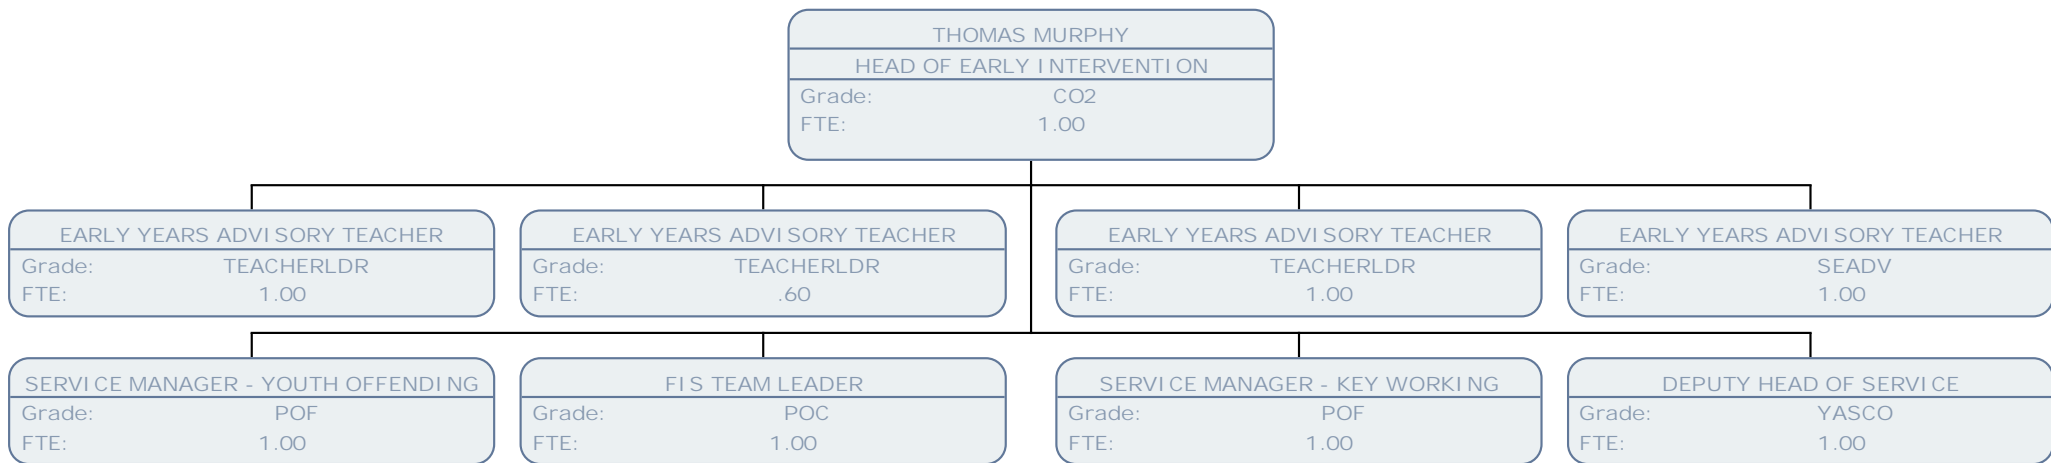 THOMAS MURPHY
HEAD OF EARLY INTERVENTION
Grade: CO2
FTE: 1.00
EARLY YEARS ADVISORY TEACHER
Grade: TEACHERLDR
FTE: 1.00
EARLY YEARS ADVISORY TEACHER
Grade: TEACHERLDR
FTE: .60
EARLY YEARS ADVISORY TEACHER
Grade: TEACHERLDR
FTE: 1.00
EARLY YEARS ADVISORY TEACHER
Grade: SEADV
FTE: 1.00
SERVICE MANAGER - YOUTH OFFENDING
Grade: POF
FTE: 1.00
FIS TEAM LEADER
Grade: POC
FTE: 1.00
SERVICE MANAGER - KEY WORKING
Grade: POF
FTE: 1.00
DEPUTY HEAD OF SERVICE
Grade: YASCO
FTE: 1.00